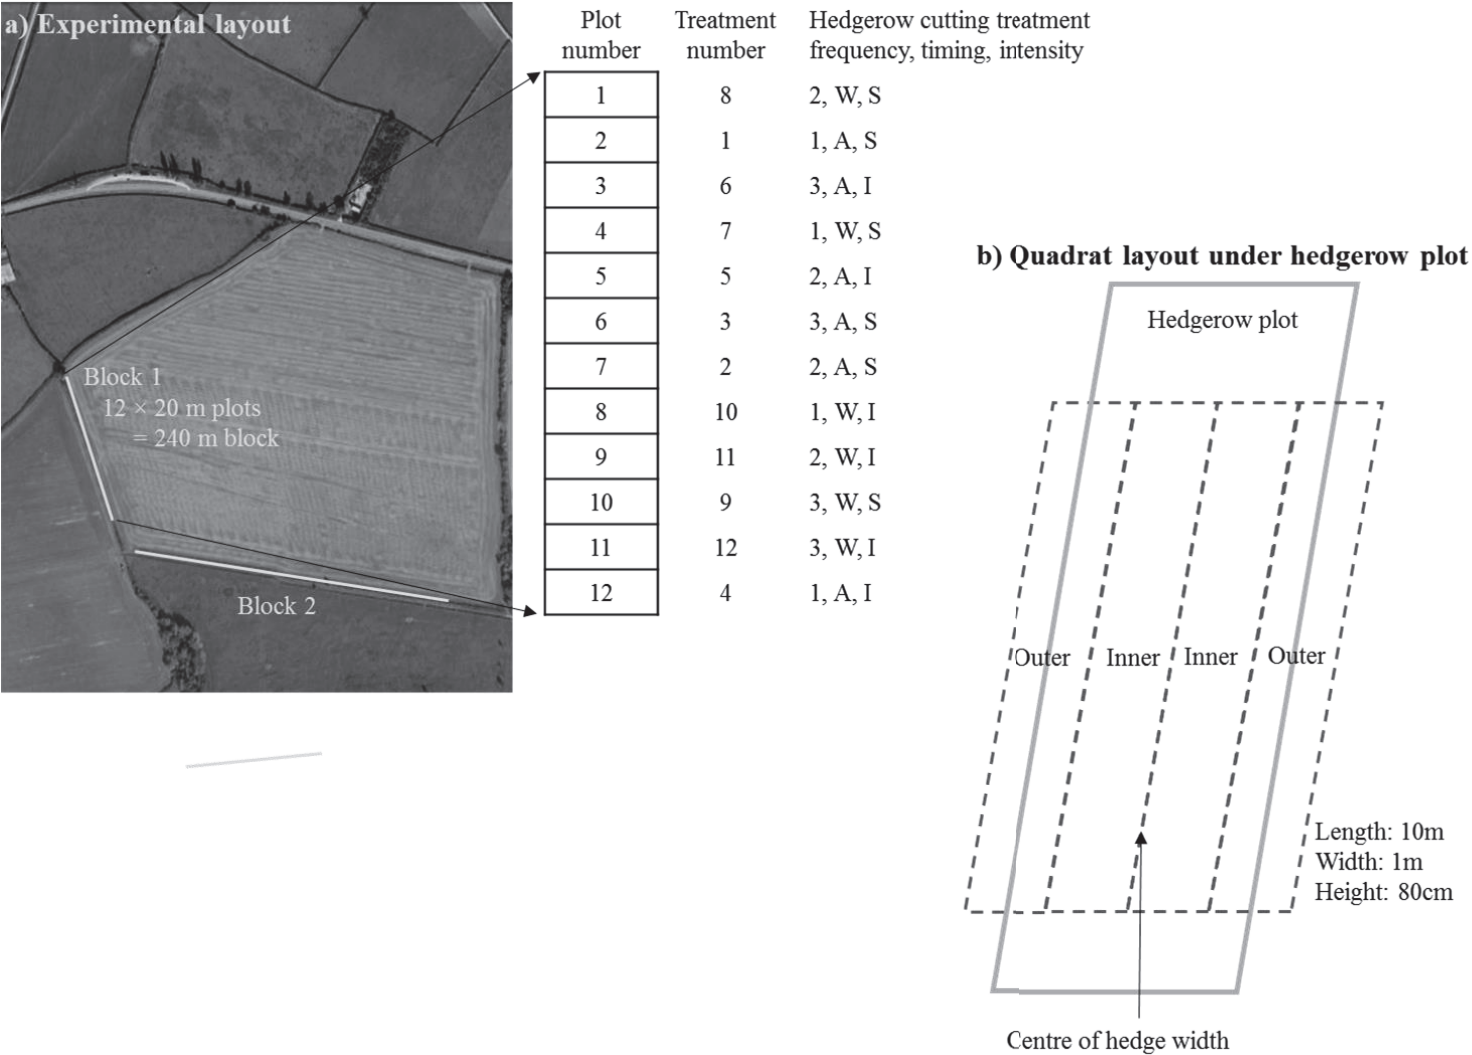 a) Experimental layout
Block 1
12 × 20 m plots
= 240 m block
Block 2
Plot number
Treatment number
Hedgerow cutting treatment frequency, timing, intensity
1 8 2, W, S
2 1 1, A, S
3 6 3, A, I
4 7 1, W, S
5 5 2, A, I
6 3 3, A, S
7 2 2, A, S
8 10 1, W, I
9 11 2, W, I
10 9 3, W, S
11 12 3, W, I
12 4 1, A, I
b) Quadrat layout under hedgerow plot
Hedgerow plot
Outer Inner Inner Outer
Length: 10m
Width: 1m
Height: 80cm
Centre of hedge width